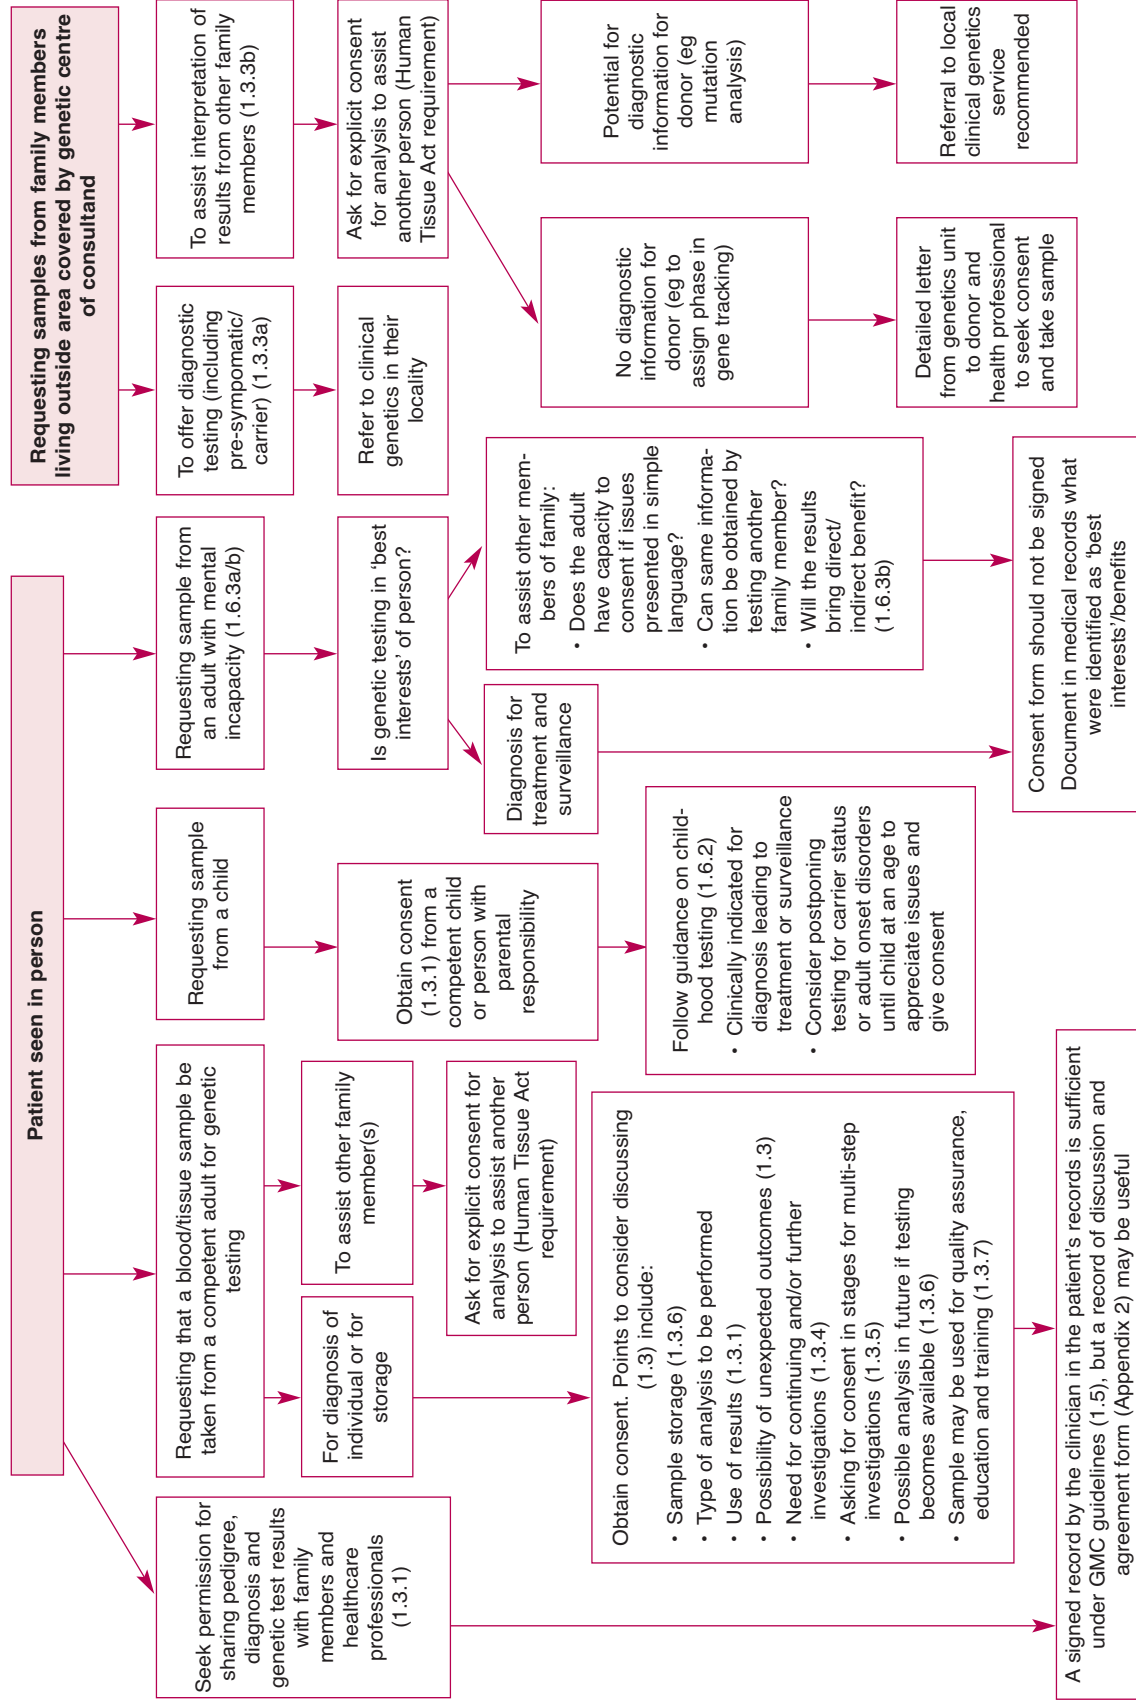 Patient seen in person
Seek permission for
sharing pedigree,
diagnosis and
genetic test results
with family
members and
healthcare
professionals
(1.3.1)
Requesting that a blood/tissue sample be
taken from a competent adult for genetic
testing
For diagnosis of
individual or for
storage
To assist other family
member(s)
Ask for explicit consent for
analysis to assist another
person (Human Tissue Act
requirement)
Obtain consent. Points to consider discussing
(1.3) include:
• Sample storage (1.3.6)
• Type of analysis to be performed
• Use of results (1.3.1)
• Possibility of unexpected outcomes (1.3)
• Need for continuing and/or further
investigations (1.3.4)
• Asking for consent in stages for multi-step
investigations (1.3.5)
• Possible analysis in future if testing
becomes available (1.3.6)
• Sample may be used for quality assurance,
education and training (1.3.7)
A signed record by the clinician in the patient’s records is sufficient
under GMC guidelines (1.5), but a record of discussion and
agreement form (Appendix 2) may be useful
Requesting sample
from a child
Obtain consent
(1.3.1) from a
competent child
or person with
parental
responsibility
Follow guidance on child-
hood testing (1.6.2)
• Clinically indicated for
diagnosis leading to
treatment or surveillance
• Consider postponing
testing for carrier status
or adult onset disorders
until child at an age to
appreciate issues and
give consent
Requesting sample from
an adult with mental
incapacity (1.6.3a/b)
Is genetic testing in ‘best
interests’ of person?
Diagnosis for
treatment and
surveillance
To assist other mem-
bers of family:
• Does the adult
have capacity to
consent if issues
presented in simple
language?
• Can same informa-
tion be obtained by
testing another
family member?
• Will the results
bring direct/
indirect benefit?
(1.6.3b)
Consent form should not be signed
Document in medical records what
were identified as ‘best
interests’/benefits
Requesting samples from family members
living outside area covered by genetic centre
of consultand
To offer diagnostic
testing (including
pre-sympomatic/
carrier) (1.3.3a)
Refer to clinical
genetics in their
locality
To assist interpretation of
results from other family
members (1.3.3b)
Ask for explicit consent
for analysis to assist
another person (Human
Tissue Act requirement)
No diagnostic
information for
donor (eg to
assign phase in
gene tracking)
Detailed letter
from genetics unit
to donor and
health professional
to seek consent
and take sample
Potential for
diagnostic
information for
donor (eg
mutation
analysis)
Referral to local
clinical genetics
service
recommended